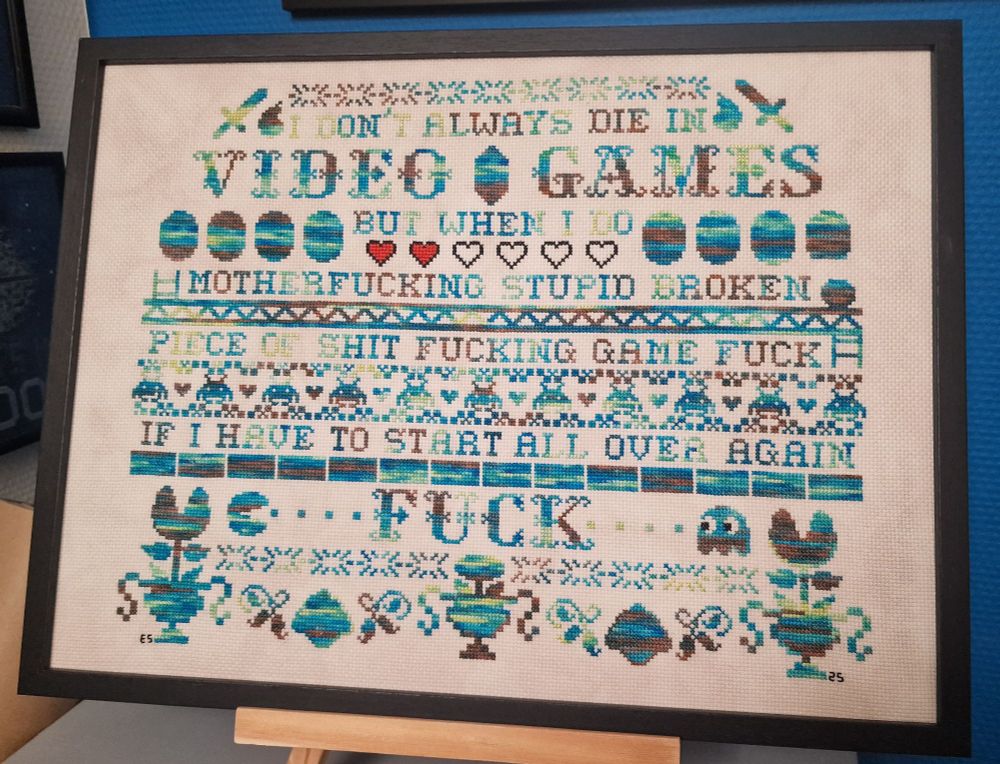 I DON'T ALWAYS DIE IN
VIDEO GAMES
BUT WHEN I DO
MOTHERFUCKING STUPID BROKEN
PIECE OF SHIT FUCKING GAME FUCK
IF I HAVE TO START ALL OVER AGAIN
FUCK
ES
25